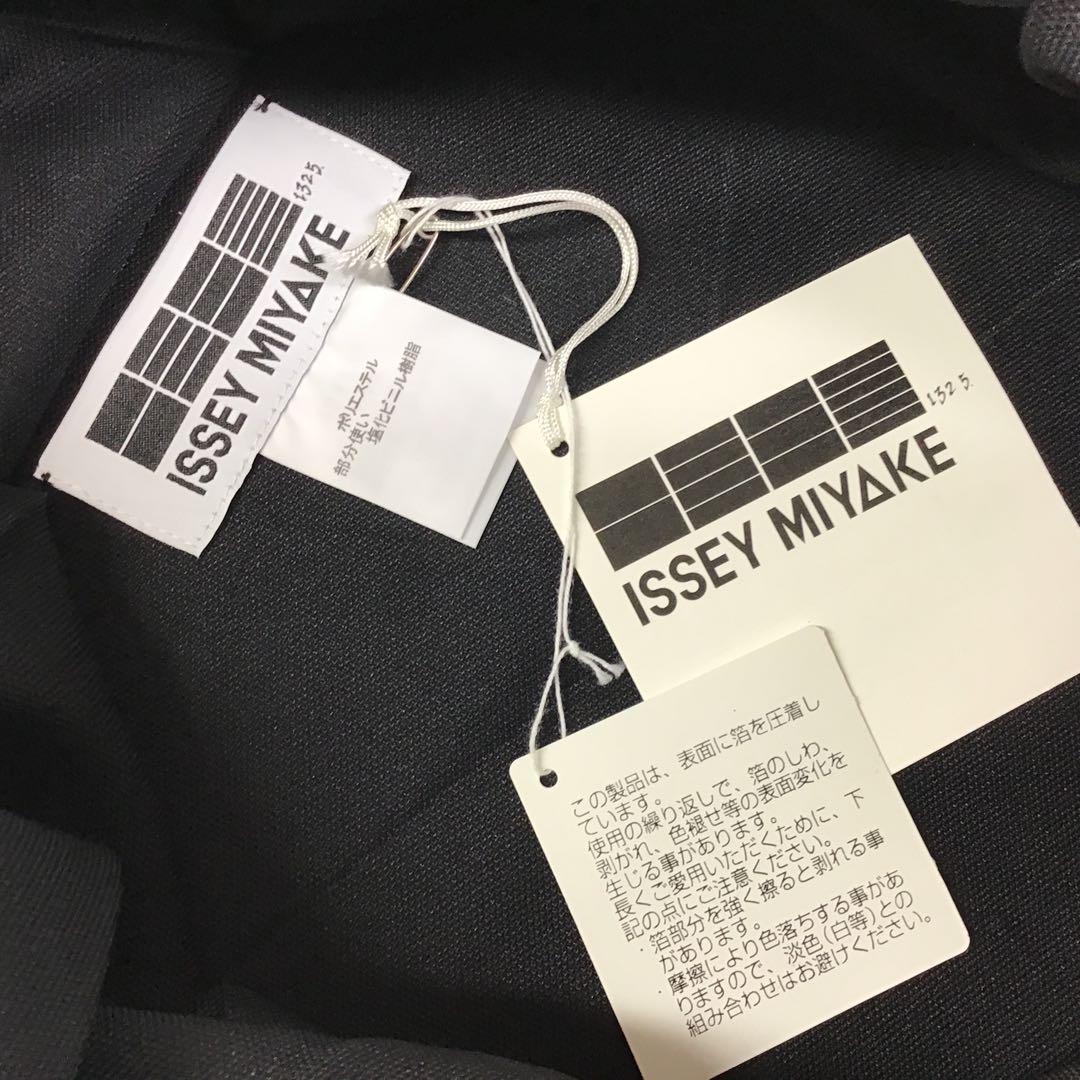 132 5.
ISSEY MIYAKE
ポリエステル
部分使い
塩化ビニル樹脂
132 5.
ISSEY MIYAKE
この製品は、表面に箔を圧着し
ています。
使用の繰り返しで、箔のしわ、
剥がれ、色褪せ等の表面変化を
生じる事があります。
長くご愛用いただくために、下
記の点にご注意ください。
・箔部分を強く擦ると剥れる事
があります。
・摩擦により色落ちする事があ
りますので、淡色(白等)との
組み合わせはお避けください。